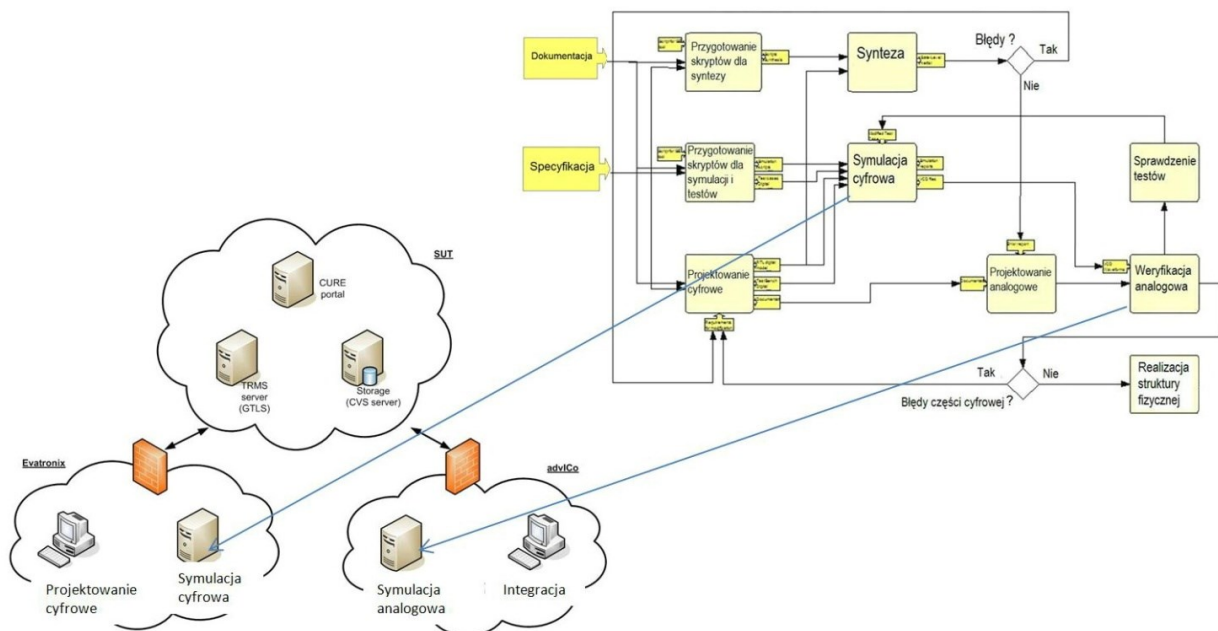 Dokumentacja
Przygotowanie
skryptów dla
syntezy
Synteza
Błędy ?
Tak
Nie
Specyfikacja
Przygotowanie
skryptów dla
symulacji i
testów
Symulacja
cyfrowa
Sprawdzenie
testów
Projektowanie
cyfrowe
Projektowanie
analogowe
Weryfikacja
analogowa
Tak
Nie
Błędy części cyfrowej ?
Realizacja
struktury
fizycznej
SUT
CURE
portal
TRMS
server
(GTLS)
Storage
(CVS server)
Evatronix
Projektowanie
cyfrowe
Symulacja
cyfrowa
advICo
Symulacja
analogowa
Integracja